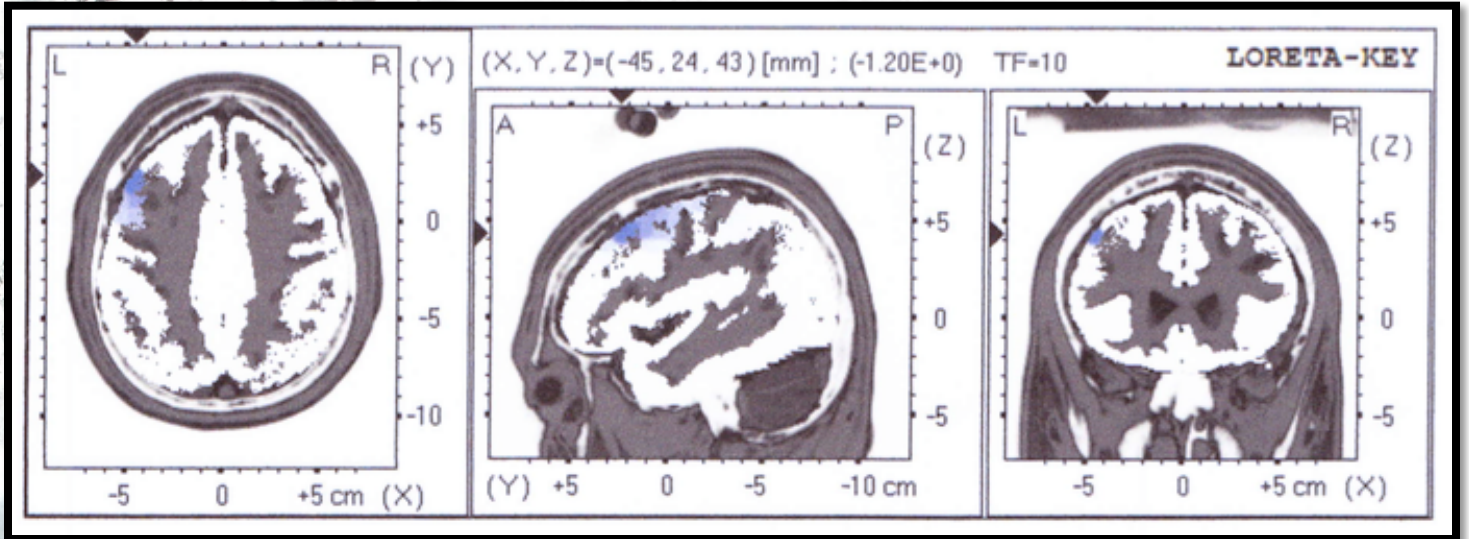 (X, Y, Z)=(-45, 24, 43) [mm] ; (-1.20E+0) TF=10 LORETA-KEY
L R (Y)
+5
0
-5
-10
-5 0 +5 cm (X)
A P (Z)
+5
0
-5
(Y) +5 0 -5 -10 cm
L R (Z)
+5
0
-5
-5 0 +5 cm (X)